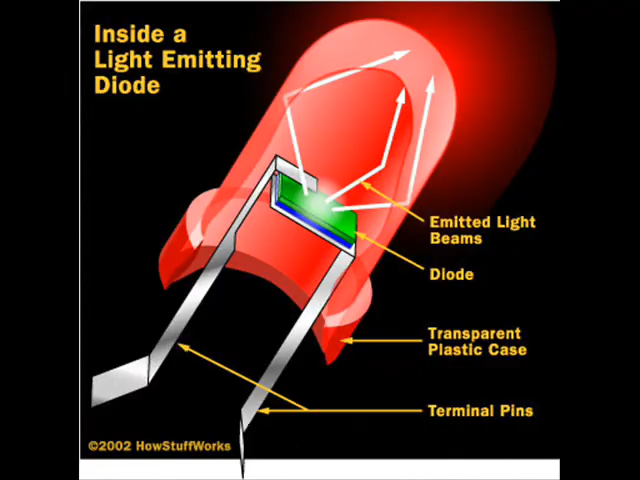 Inside a
Light Emitting
Diode
Emitted Light
Beams
Diode
Transparent
Plastic Case
Terminal Pins
©2002 HowStuffWorks